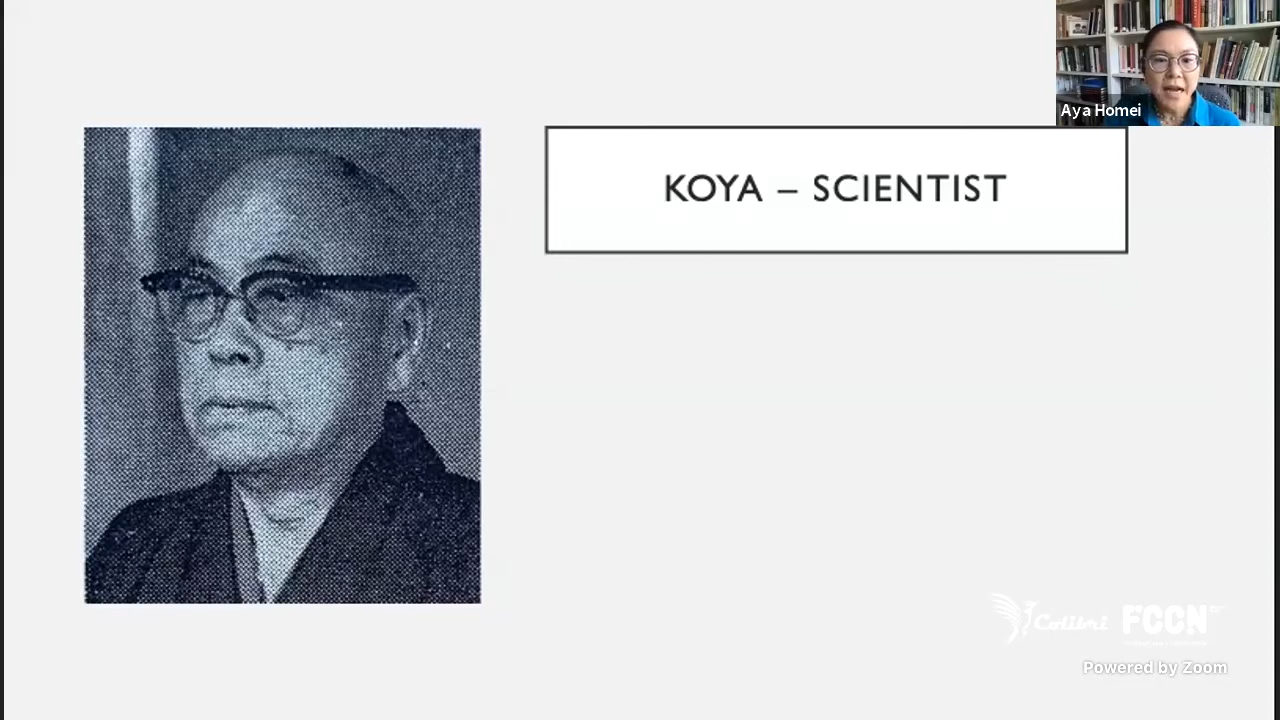 Aya Homei
KOYA – SCIENTIST
Colibri FCCN
Powered by Zoom